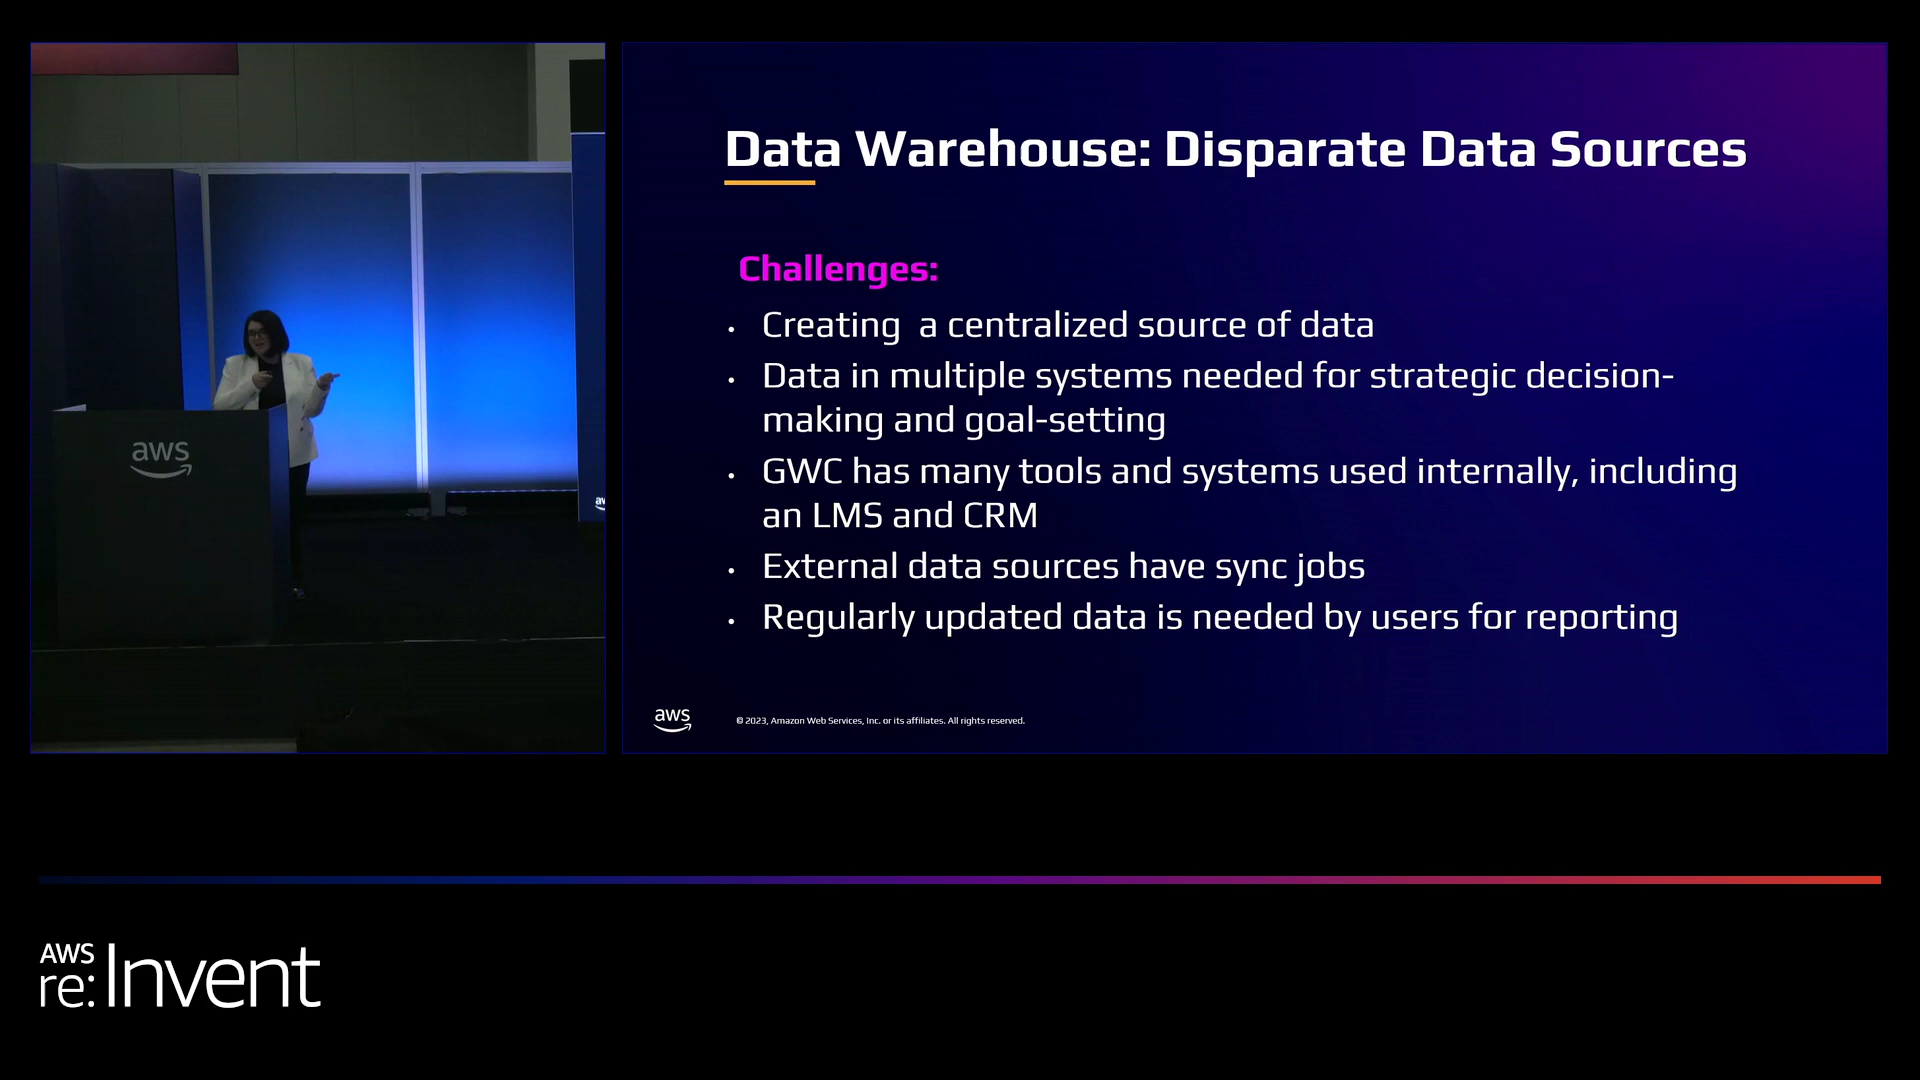 aws
Data Warehouse: Disparate Data Sources
Challenges:
• Creating a centralized source of data
• Data in multiple systems needed for strategic decision-
making and goal-setting
• GWC has many tools and systems used internally, including
an LMS and CRM
• External data sources have sync jobs
• Regularly updated data is needed by users for reporting
aws
© 2023, Amazon Web Services, Inc. or its affiliates. All rights reserved.
AWS
re:Invent